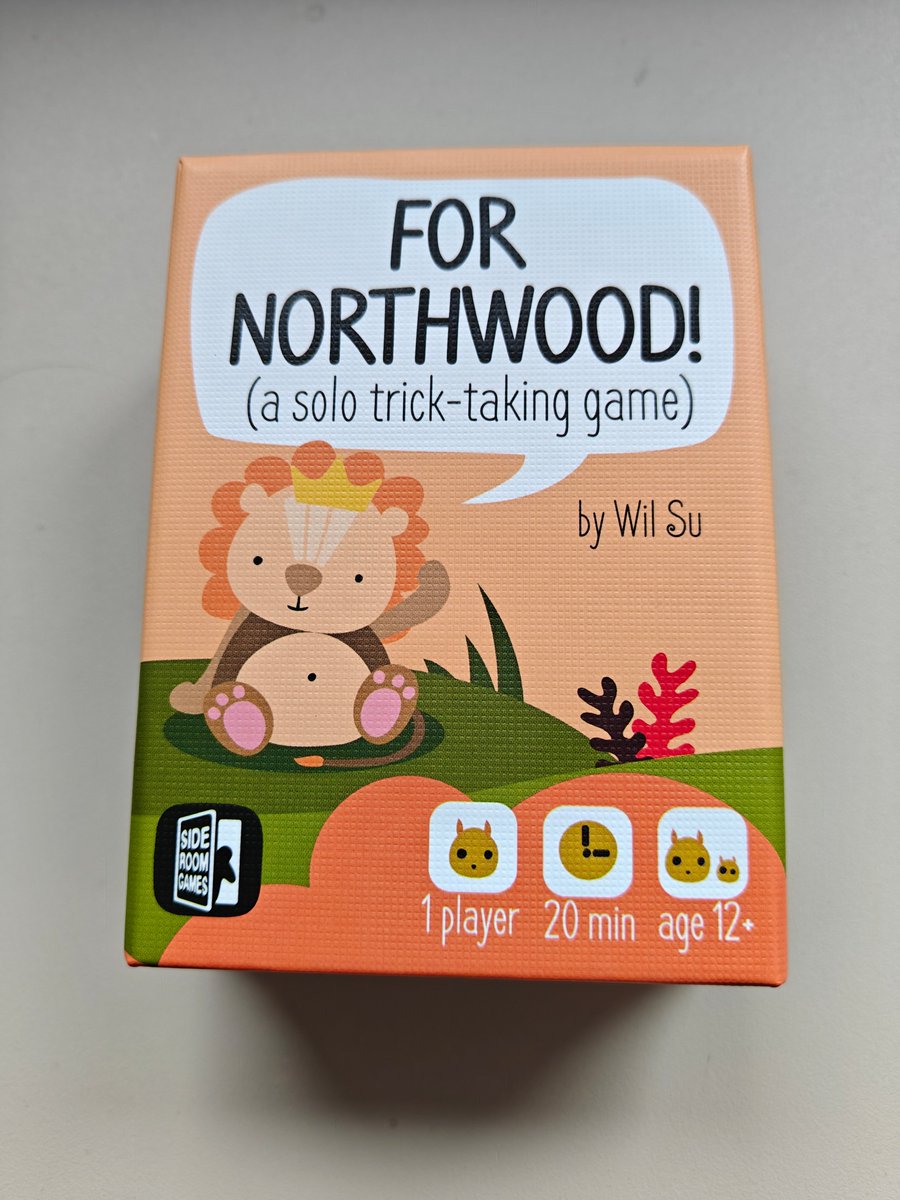 FOR
NORTHWOOD!
(a solo trick-taking game)
by Wil Su
SIDE
ROOM
GAMES
1 player
20 min
age 12+